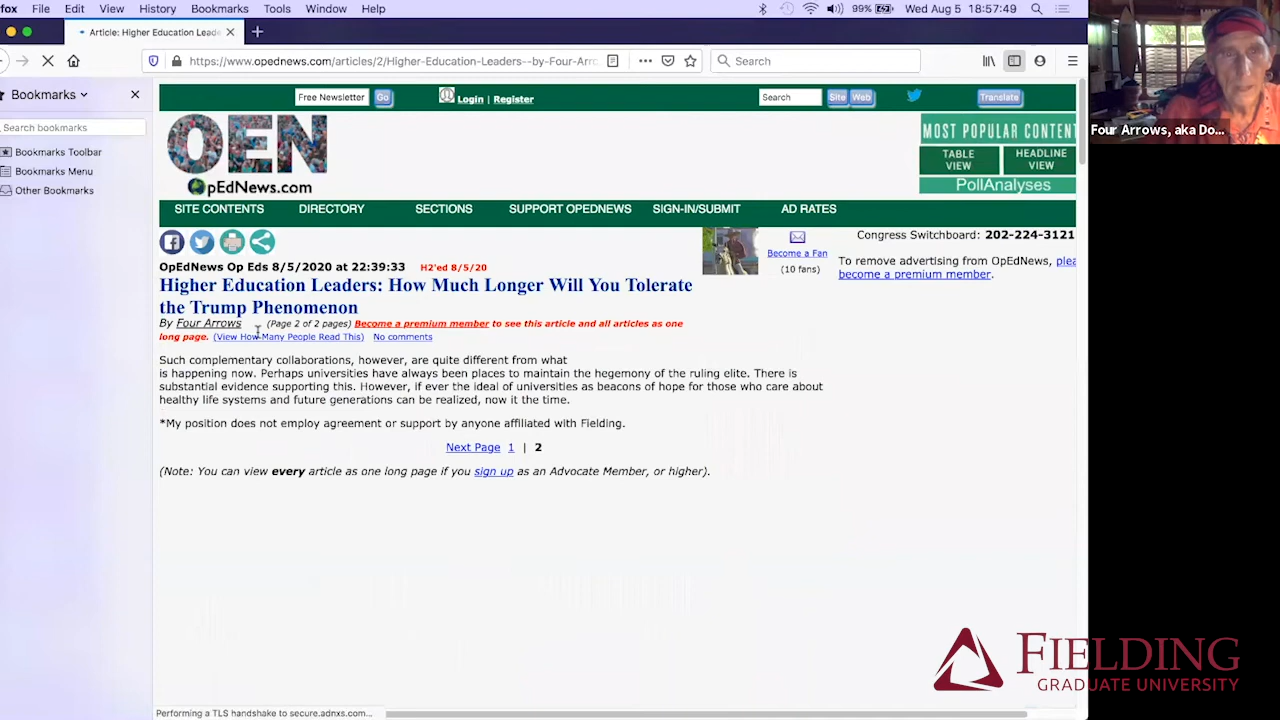 fox File Edit View History Bookmarks Tools Window Help 99% Wed Aug 5 18:57:49
Article: Higher Education Leade
https://www.opednews.com/articles/2/Higher-Education-Leaders--by-Four-Arro
Search
Bookmarks
Search bookmarks
Bookmarks Toolbar
Bookmarks Menu
Other Bookmarks
Free Newsletter Go Login | Register Search Site Web Translate
OEN
OpEdNews.com
MOST POPULAR CONTENT
TABLE VIEW
HEADLINE VIEW
PollAnalyses
SITE CONTENTS DIRECTORY SECTIONS SUPPORT OPEDNEWS SIGN-IN/SUBMIT AD RATES
OpEdNews Op Eds 8/5/2020 at 22:39:33 H2'ed 8/5/20
Higher Education Leaders: How Much Longer Will You Tolerate
the Trump Phenomenon
By Four Arrows (Page 2 of 2 pages) Become a premium member to see this article and all articles as one
long page. (View How Many People Read This) No comments
Become a Fan
(10 fans)
Congress Switchboard: 202-224-3121
To remove advertising from OpEdNews, plea
become a premium member.
Such complementary collaborations, however, are quite different from what
is happening now. Perhaps universities have always been places to maintain the hegemony of the ruling elite. There is
substantial evidence supporting this. However, if ever the ideal of universities as beacons of hope for those who care about
healthy life systems and future generations can be realized, now it the time.
*My position does not employ agreement or support by anyone affiliated with Fielding.
Next Page 1 | 2
(Note: You can view every article as one long page if you sign up as an Advocate Member, or higher).
Performing a TLS handshake to secure.adnxs.com...
Four Arrows, aka Do...
FIELDING
GRADUATE UNIVERSITY